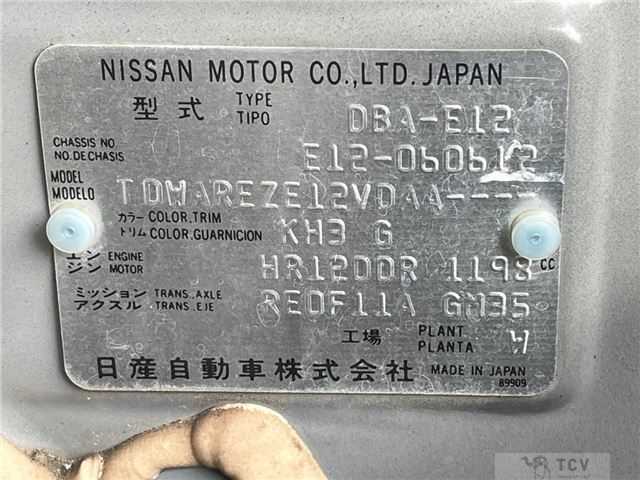 NISSAN MOTOR CO.,LTD. JAPAN
型式 TYPE TIPO DBA-E12
CHASSIS NO NO.DE CHASIS E12-060612
MODEL MODELO TDWAREZE12VDAA----
カラー COLOR,TRIM トリム COLOR,GUARNICION KH3 G
エンジン ENGINE MOTOR HR12DDR 1198 CC
ミッション TRANS.,AXLE アクスル TRANS.,EJE RE0F11A GM35
工場 PLANT PLANTA W
日産自動車株式会社 MADE IN JAPAN
89909
TCV